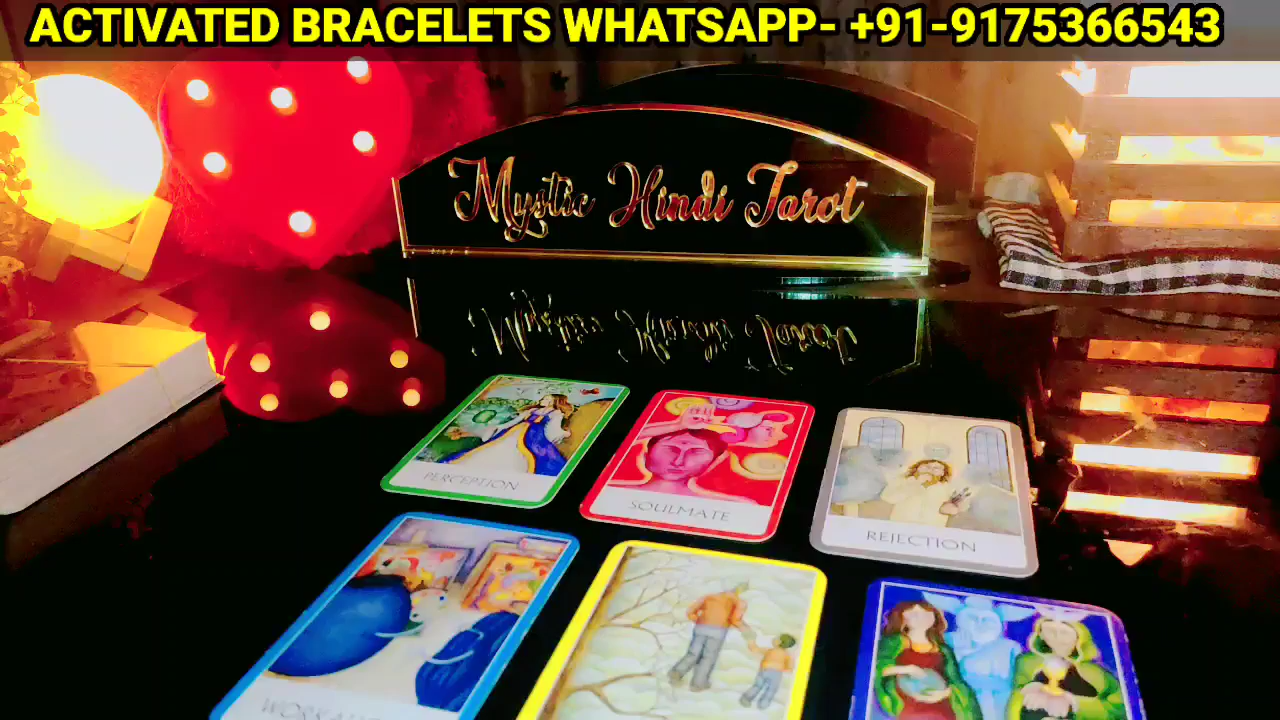 ACTIVATED BRACELETS WHATSAPP- +91-9175366543
Mystic Hindi Tarot
PERCEPTION
SOULMATE
REJECTION